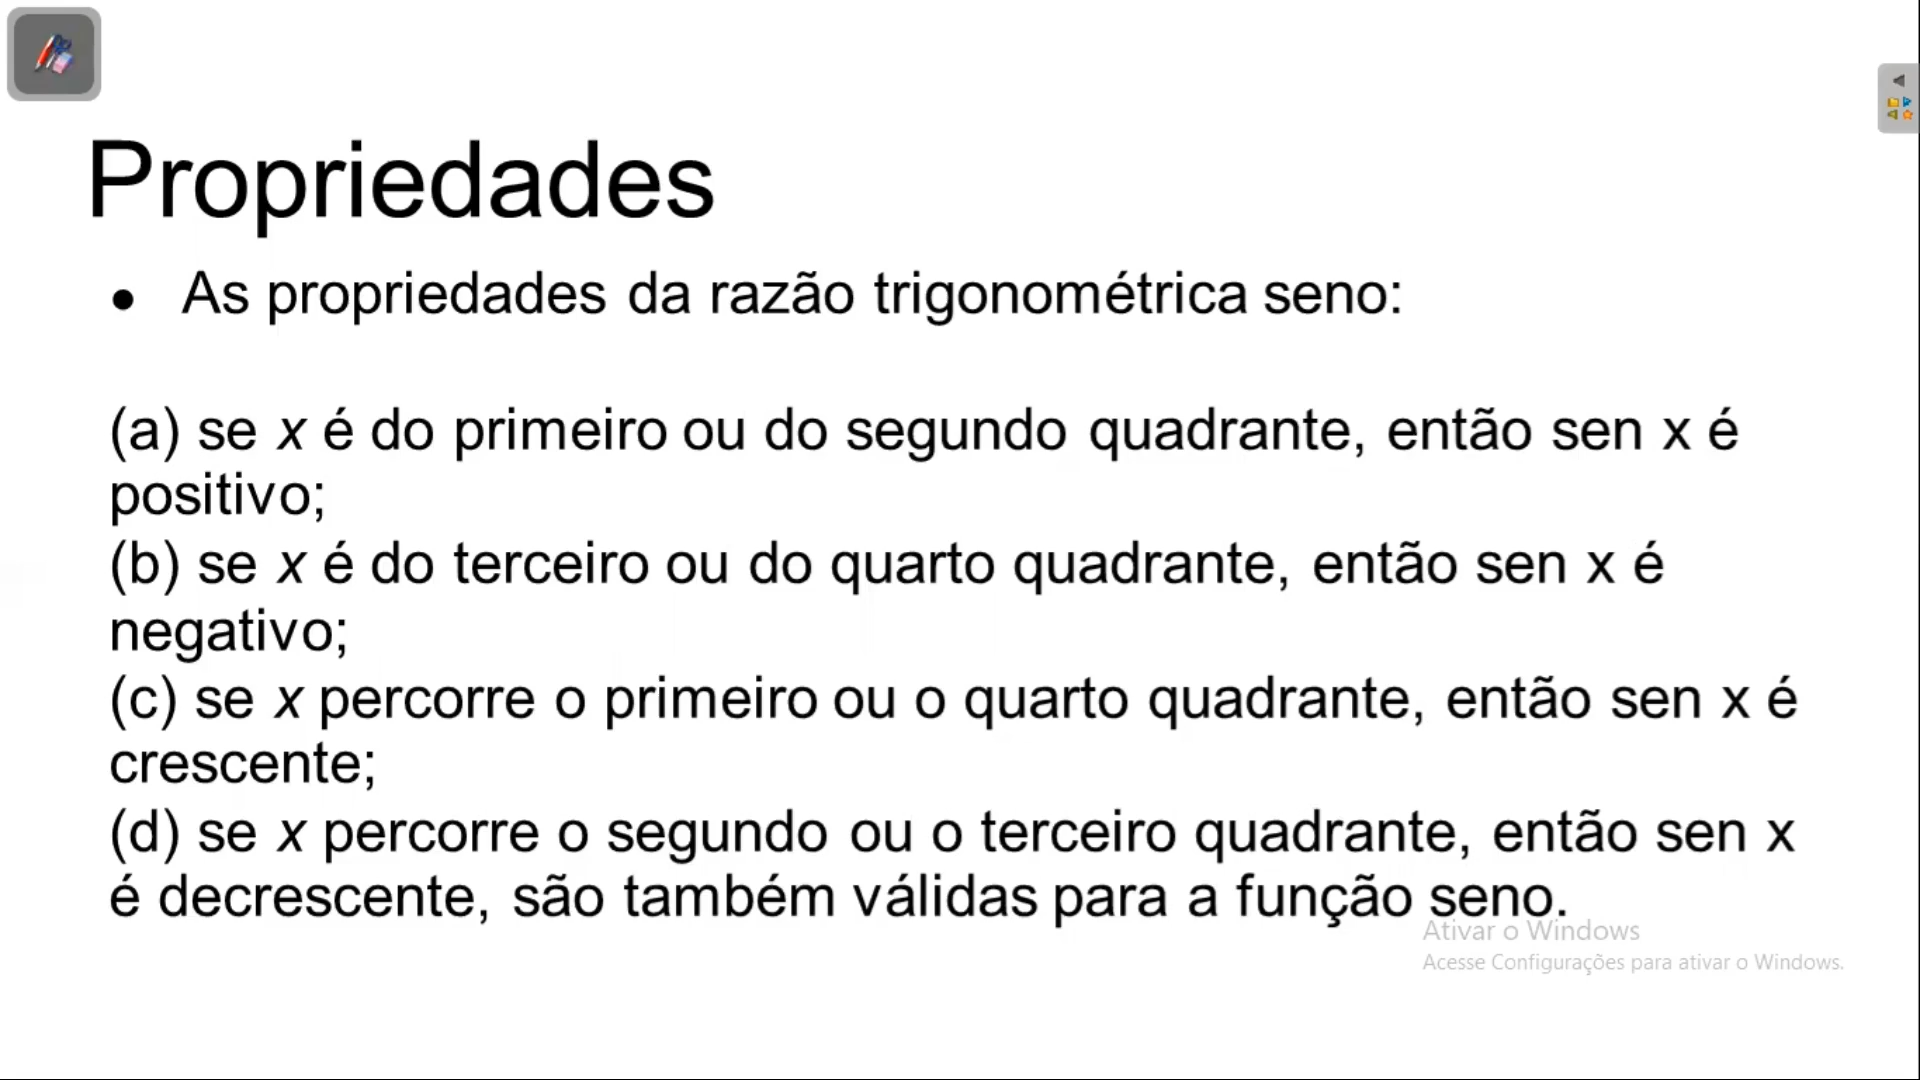 Propriedades
● As propriedades da razão trigonométrica seno:
(a) se x é do primeiro ou do segundo quadrante, então sen x é
positivo;
(b) se x é do terceiro ou do quarto quadrante, então sen x é
negativo;
(c) se x percorre o primeiro ou o quarto quadrante, então sen x é
crescente;
(d) se x percorre o segundo ou o terceiro quadrante, então sen x
é decrescente, são também válidas para a função seno.
Ativar o Windows
Acesse Configurações para ativar o Windows.